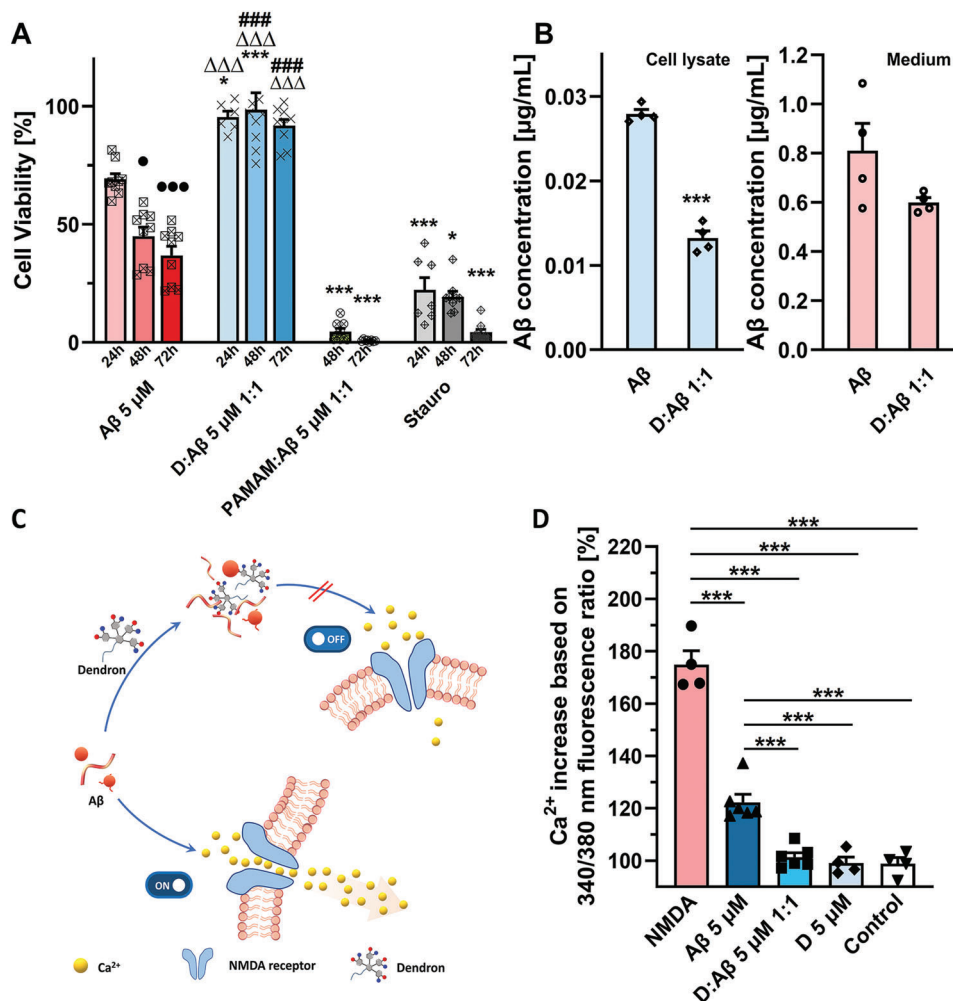 A
###
### ΔΔΔ
ΔΔΔ *** ###
* ΔΔΔ
Cell Viability [%]
100
50
0
***
*
***
***
***
24h 48h 72h
24h 48h 72h
48h 72h
24h 48h 72h
Aβ 5 µM
D:Aβ 5 µM 1:1
PAMAM:Aβ 5 µM 1:1
Stauro
B
Cell lysate
Aβ concentration [µg/mL]
0.03
0.02
0.01
0.00
***
Aβ
D:Aβ 1:1
Medium
Aβ concentration [µg/mL]
1.2
1.0
0.8
0.6
0.4
0.2
0.0
Aβ
D:Aβ 1:1
C
Dendron
OFF
Aβ
ON
Ca2+
NMDA receptor
Dendron
D
Ca2+ increase based on
340/380 nm fluorescence ratio [%]
220
200
180
160
140
120
100
***
***
***
***
***
***
***
NMDA
Aβ 5 µM
D:Aβ 5 µM 1:1
D 5 µM
Control